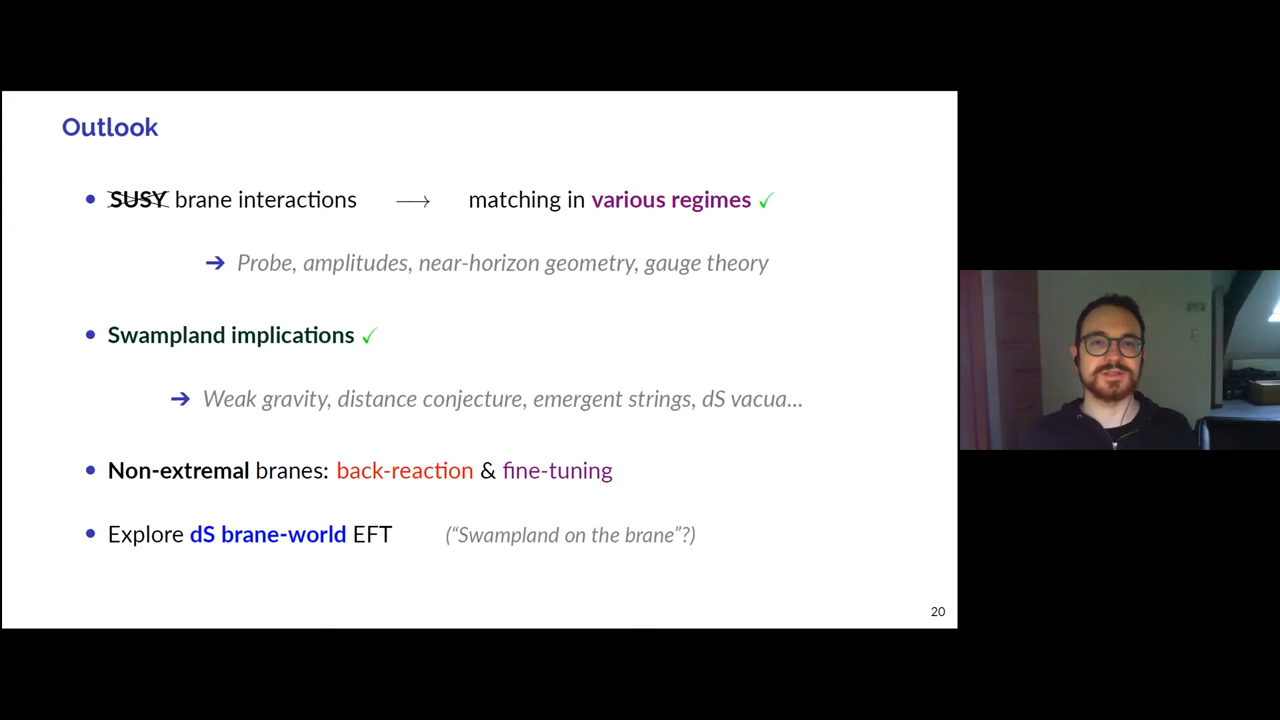 Outlook
SUSY brane interactions → matching in various regimes ✓
➔ Probe, amplitudes, near-horizon geometry, gauge theory
Swampland implications ✓
➔ Weak gravity, distance conjecture, emergent strings, dS vacua...
Non-extremal branes: back-reaction & fine-tuning
Explore dS brane-world EFT (“Swampland on the brane”?)
20